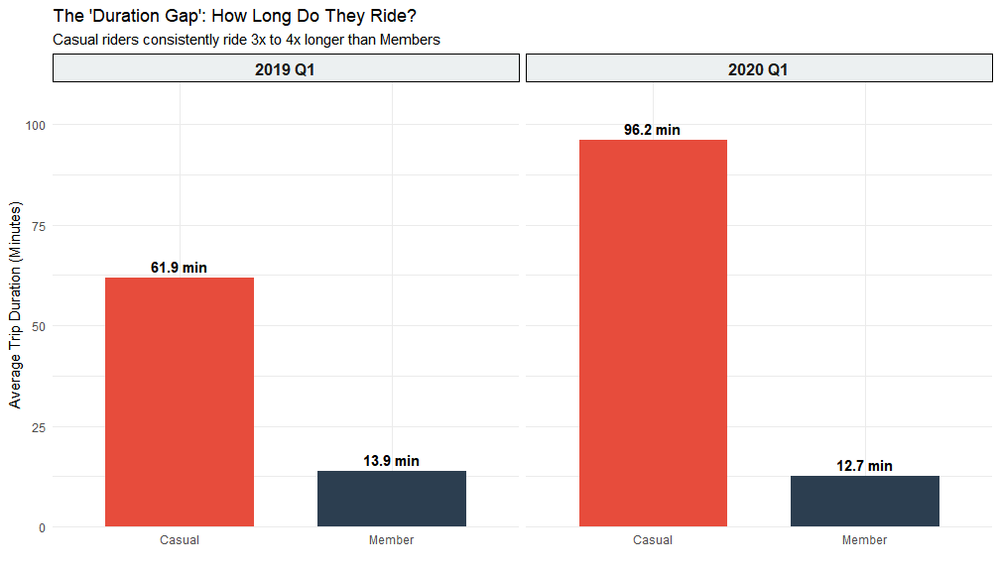 The 'Duration Gap': How Long Do They Ride?
Casual riders consistently ride 3x to 4x longer than Members
2019 Q1
2020 Q1
Average Trip Duration (Minutes)
100
75
50
25
0
61.9 min
13.9 min
96.2 min
12.7 min
Casual
Member
Casual
Member